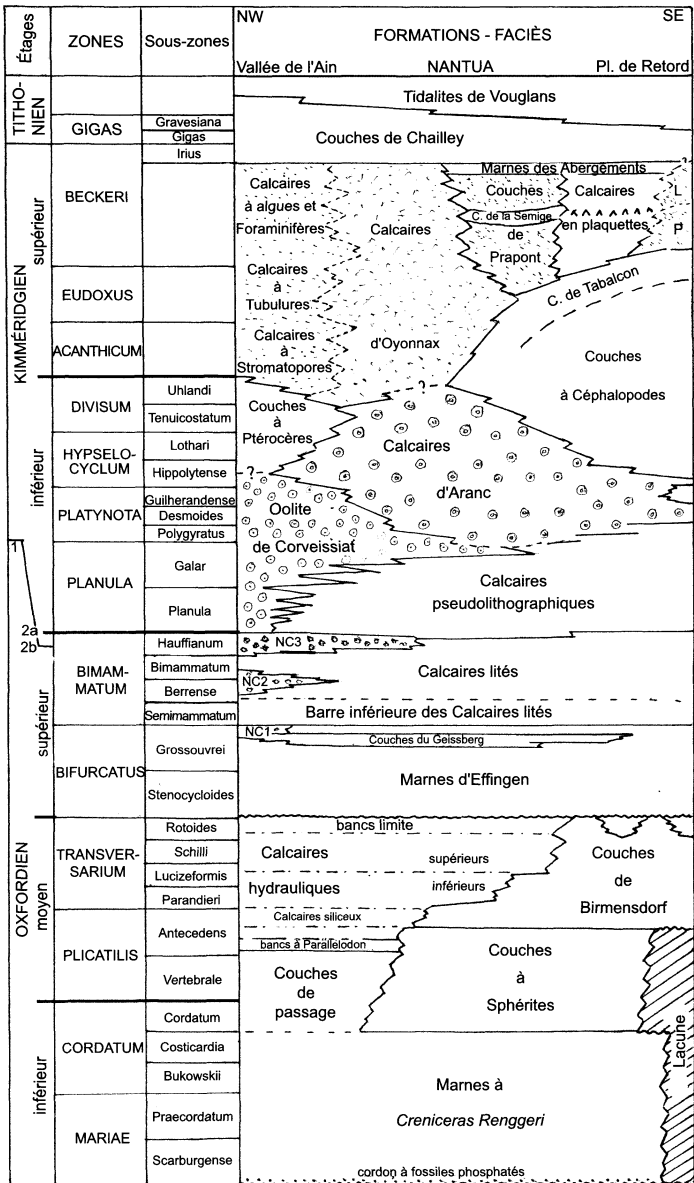 Étages
ZONES
Sous-zones
NW
SE
FORMATIONS - FACIÈS
Vallée de l'Ain
NANTUA
Pl. de Retord
TITHO-
NIEN
GIGAS
Gravesiana
Gigas
Tidalites de Vouglans
Couches de Chailley
KIMMÉRIDGIEN
supérieur
inférieur
BECKERI
Irius
EUDOXUS
ACANTHICUM
Calcaires
à algues et
Foraminifères
Calcaires
à
Tubulures
Calcaires
à
Stromatopores
Calcaires
d'Oyonnax
Marnes des Abergements
Couches
C. de la Semige
de
Prapont
Calcaires
en plaquettes
L
P
?
C. de Tabalcon
Couches
à Céphalopodes
DIVISUM
Uhlandi
Tenuicostatum
HYPSELO-
CYCLUM
Lothari
Hippolytense
PLATYNOTA
Guilherandense
Desmoides
Polygyratus
Couches
à
Ptérocères
?
?
Calcaires
d'Aranc
Oolite
de Corveissiat
1
2a
2b
PLANULA
Galar
Planula
Calcaires
pseudolithographiques
OXFORDIEN
supérieur
moyen
inférieur
BIMAM-
MATUM
Hauffianum
Bimammatum
Berrense
Semimammatum
NC3
NC2
Calcaires lités
Barre inférieure des Calcaires lités
BIFURCATUS
Grossouvrei
Stenocycloides
NC1
Couches du Geissberg
Marnes d'Effingen
TRANSVER-
SARIUM
Rotoides
Schilli
Lucizeformis
Parandieri
bancs limite
Calcaires
supérieurs
hydrauliques
inférieurs
Calcaires siliceux
Couches
de
Birmensdorf
PLICATILIS
Antecedens
Vertebrale
bancs à Parallelodon
Couches
de
passage
Couches
à
Sphérites
Lacune
CORDATUM
Cordatum
Costicardia
Bukowskii
MARIAE
Praecordatum
Scarburgense
Marnes à
Creniceras Renggeri
cordon à fossiles phosphatés